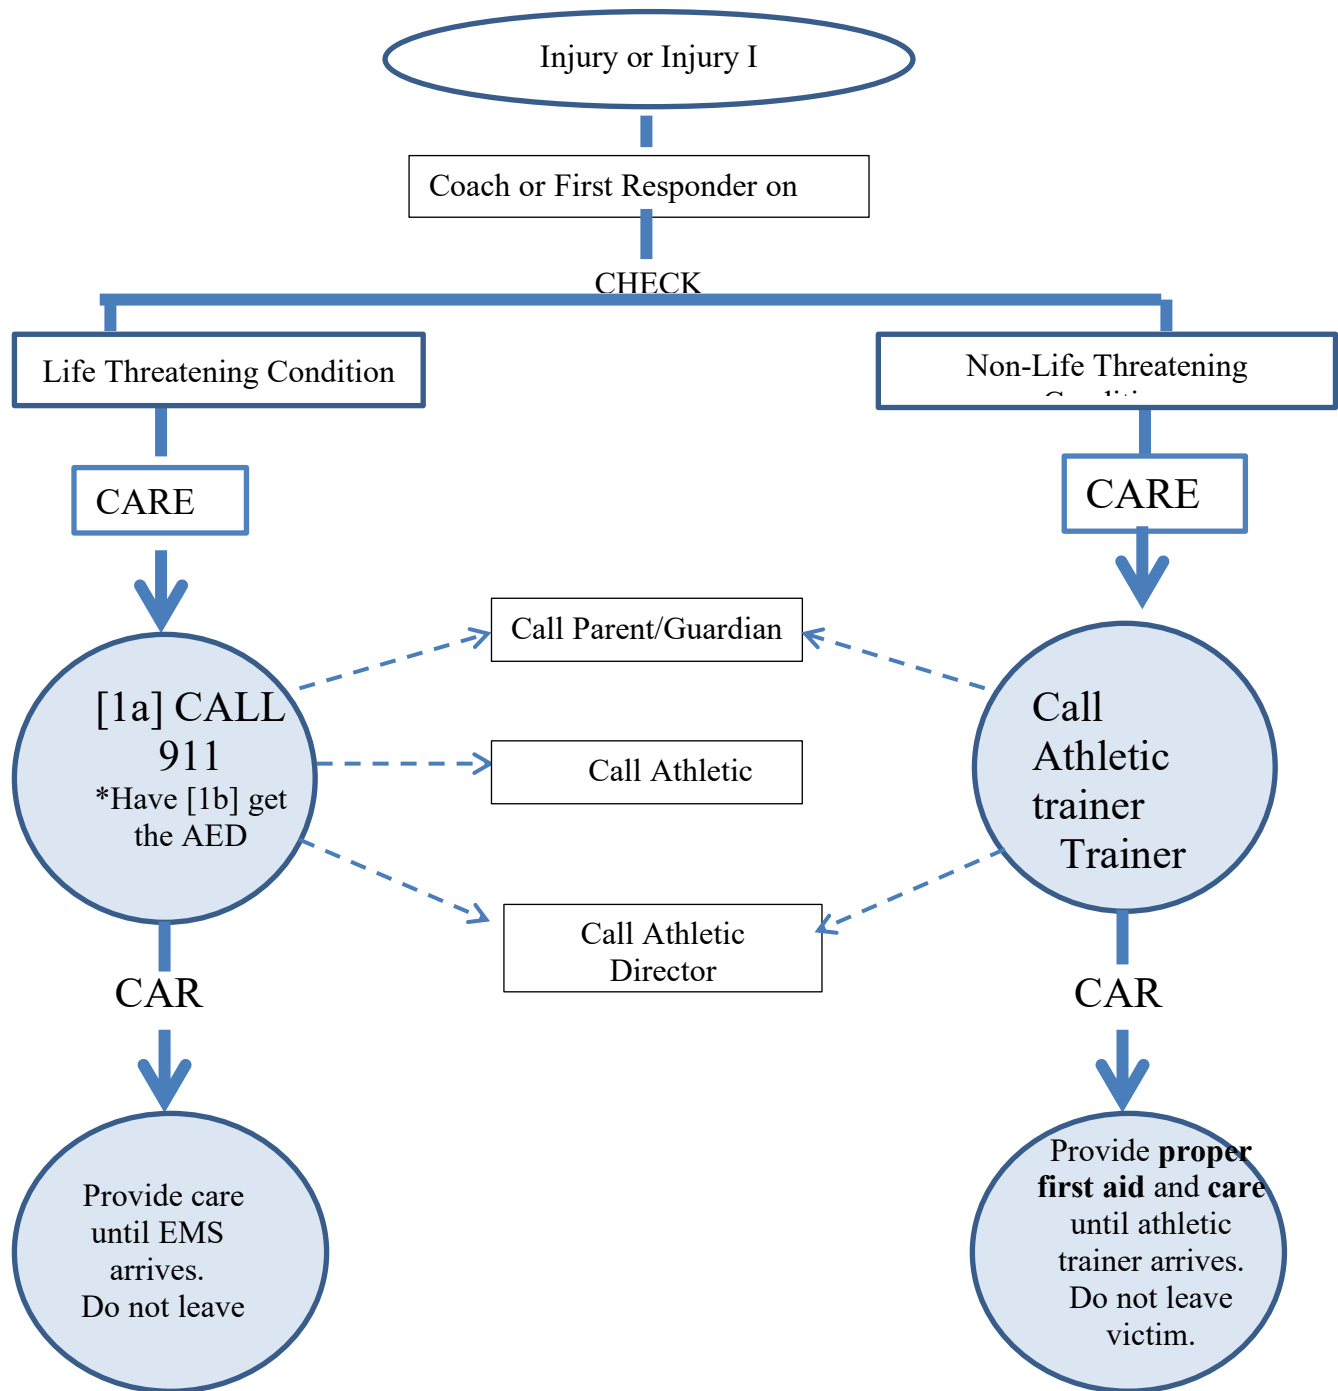 Injury or Injury I
Coach or First Responder on
CHECK
Life Threatening Condition
Non-Life Threatening
CARE
CARE
Call Parent/Guardian
[1a] CALL
911
*Have [1b] get
the AED
Call Athletic
Call
Athletic
trainer
Trainer
Call Athletic
Director
CAR
CAR
Provide care
until EMS
arrives.
Do not leave
Provide proper
first aid and care
until athletic
trainer arrives.
Do not leave
victim.